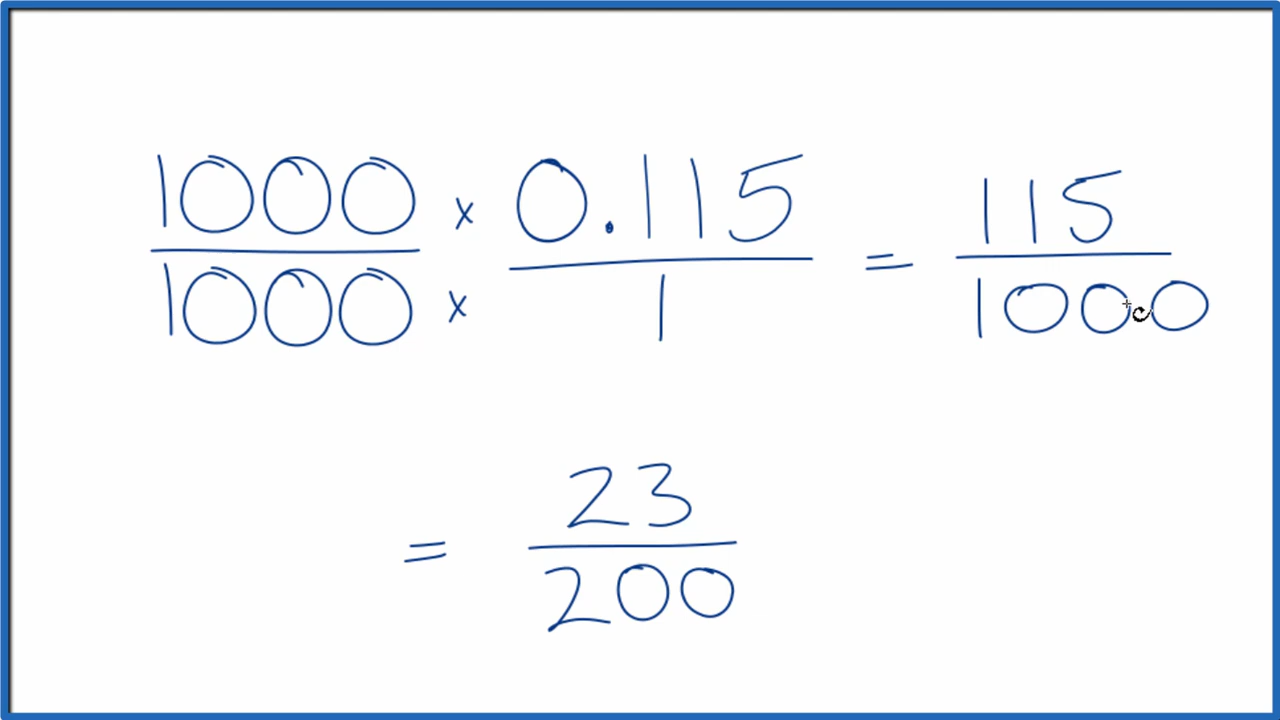 1000/1000 × 0.115/1 = 115/1000
= 23/200